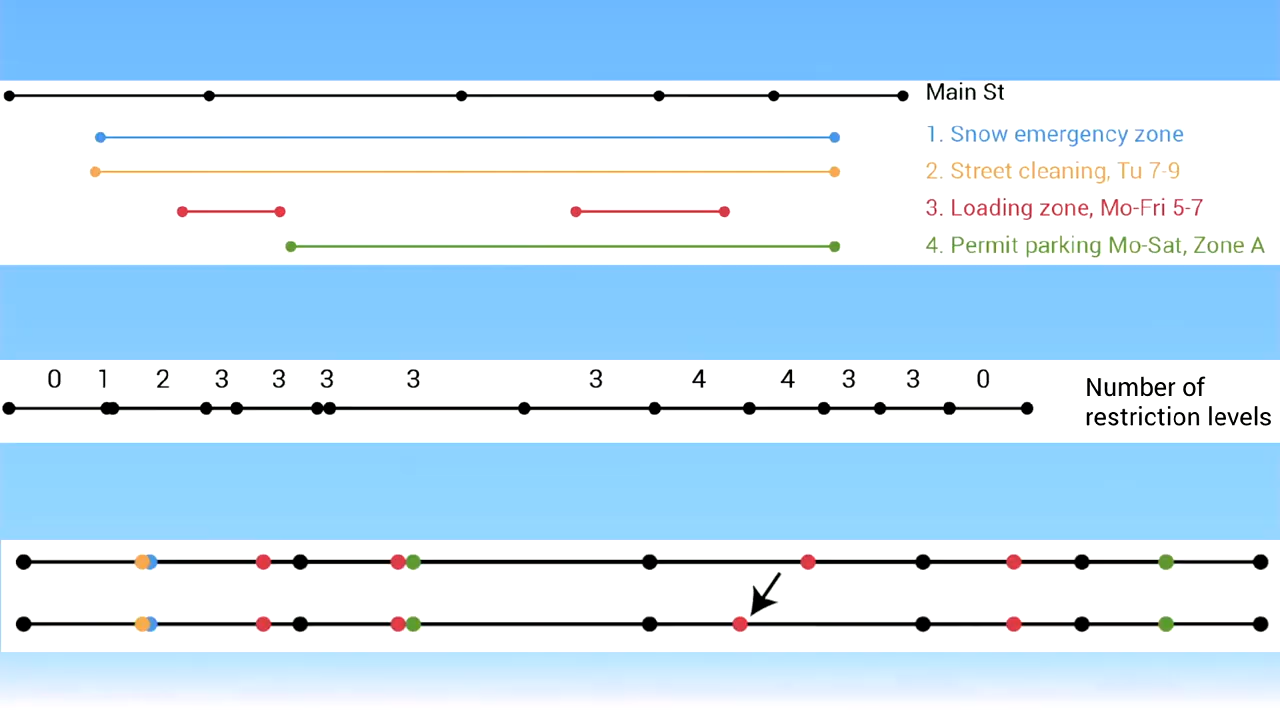 Main St
1. Snow emergency zone
2. Street cleaning, Tu 7-9
3. Loading zone, Mo-Fri 5-7
4. Permit parking Mo-Sat, Zone A
0 1 2 3 3 3 3 3 4 4 3 3 0
Number of
restriction levels